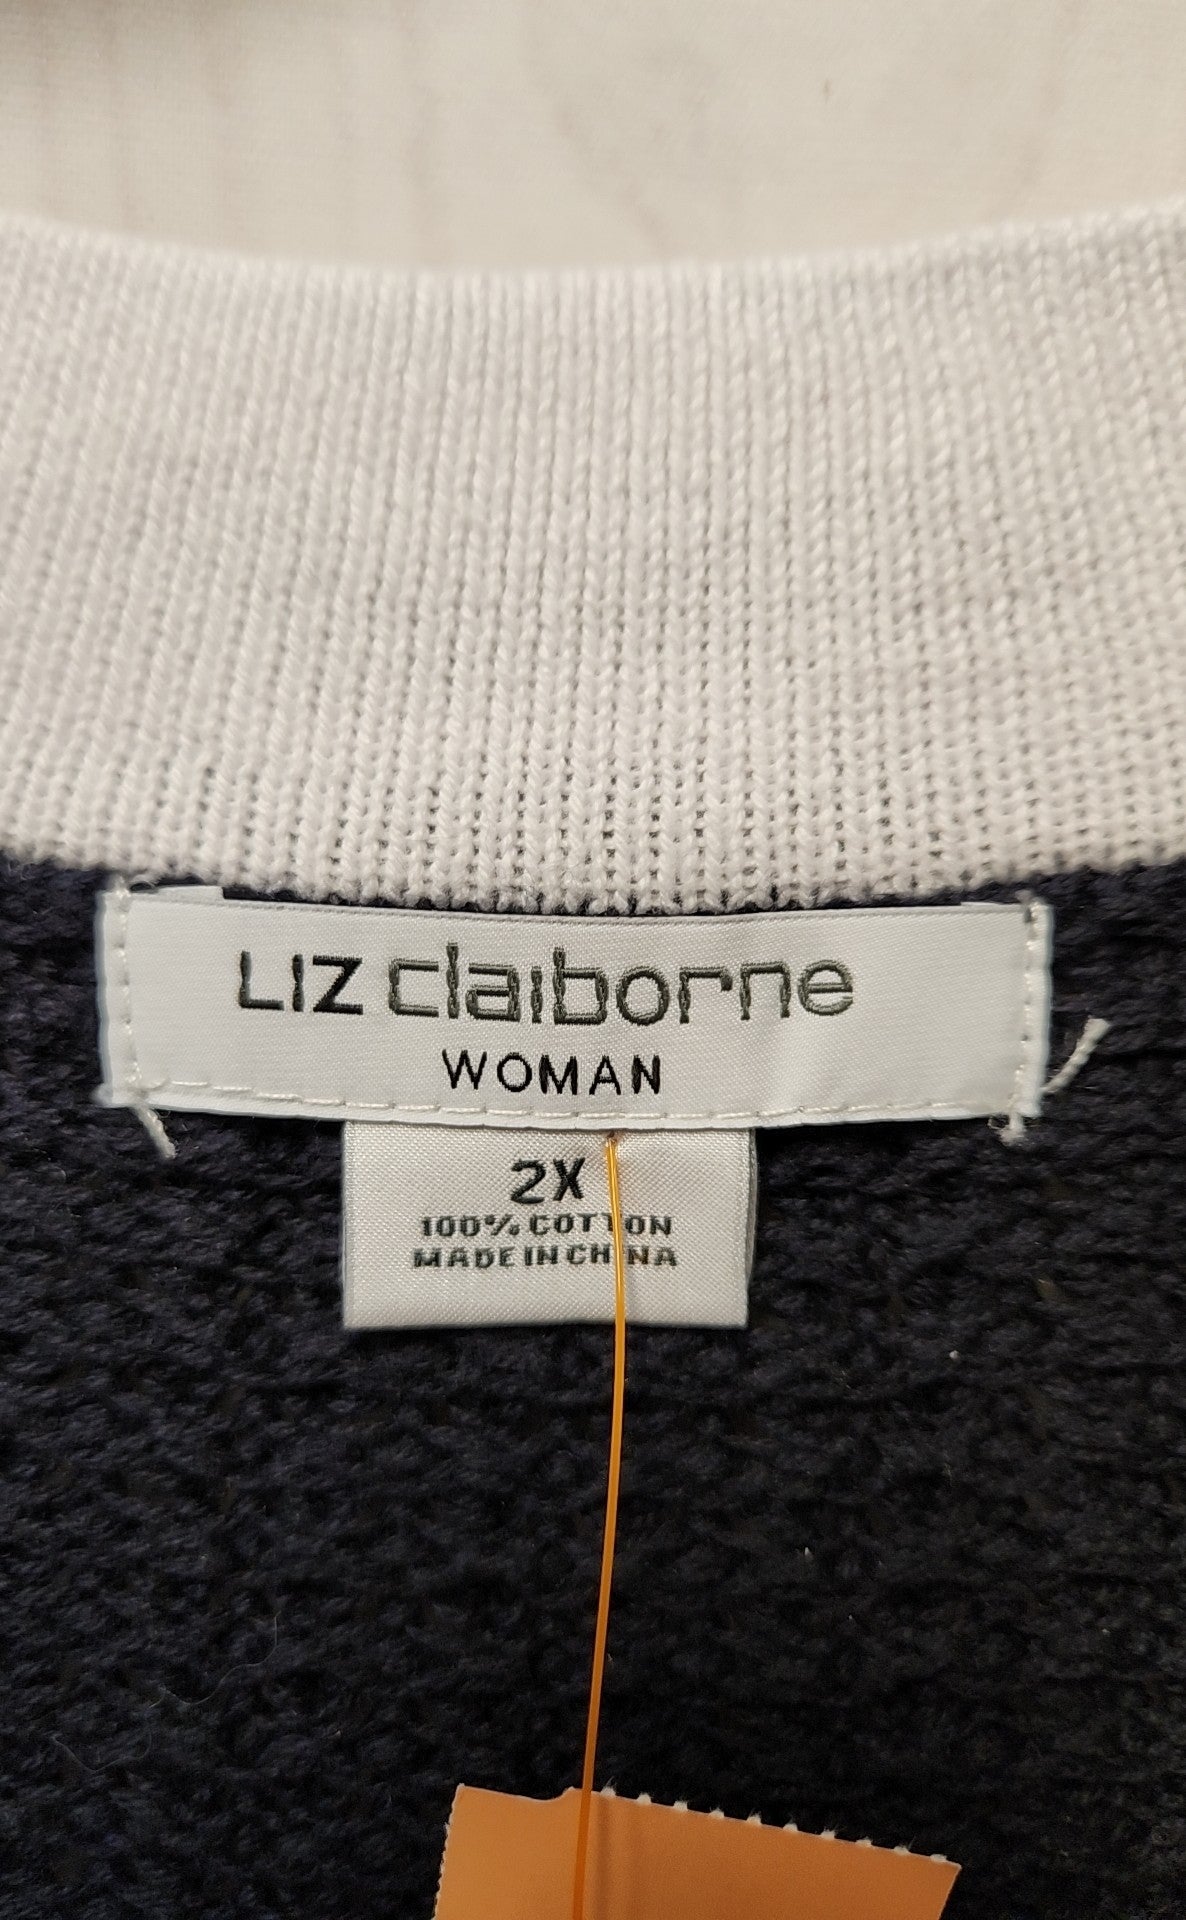 LIZ claiborne
WOMAN
2X
100% COTTON
MADE IN CHINA